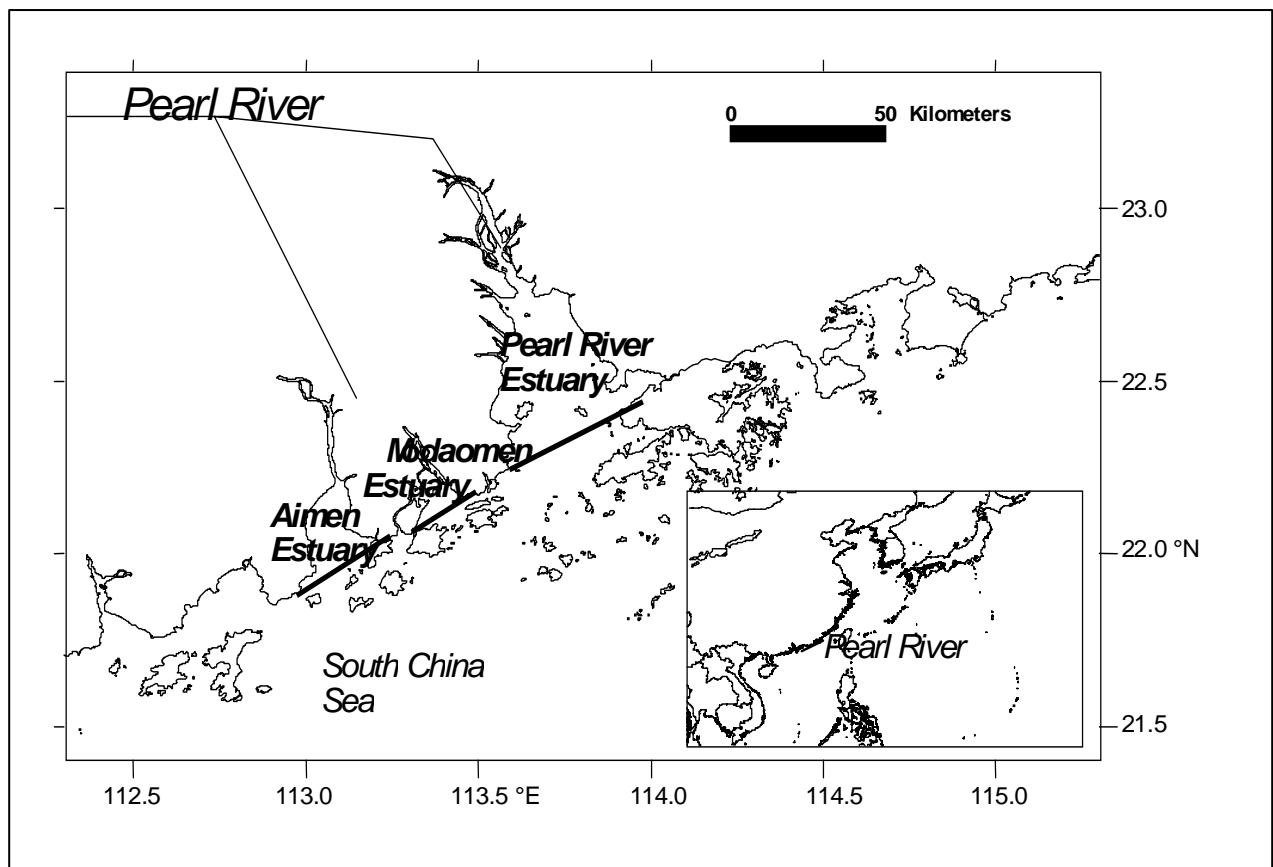 Pearl River
0 50 Kilometers
23.0
Pearl River
Estuary
22.5
Modaomen
Estuary
Aimen
Estuary
22.0 °N
Pearl River
South China
Sea
21.5
112.5 113.0 113.5 °E 114.0 114.5 115.0